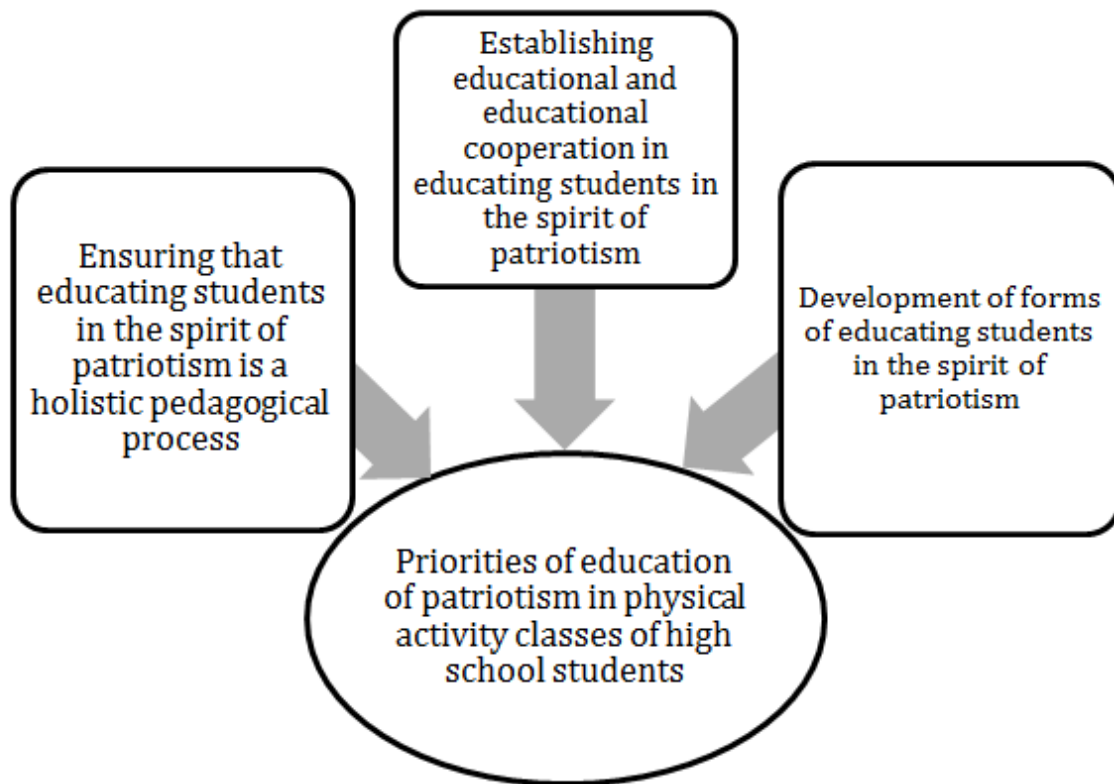 Establishing
educational and
educational
cooperation in
educating students in
the spirit of
patriotism
Ensuring that
educating students
in the spirit of
patriotism is a
holistic pedagogical
process
Development of forms
of educating students
in the spirit of
patriotism
Priorities of education
of patriotism in physical
activity classes of high
school students